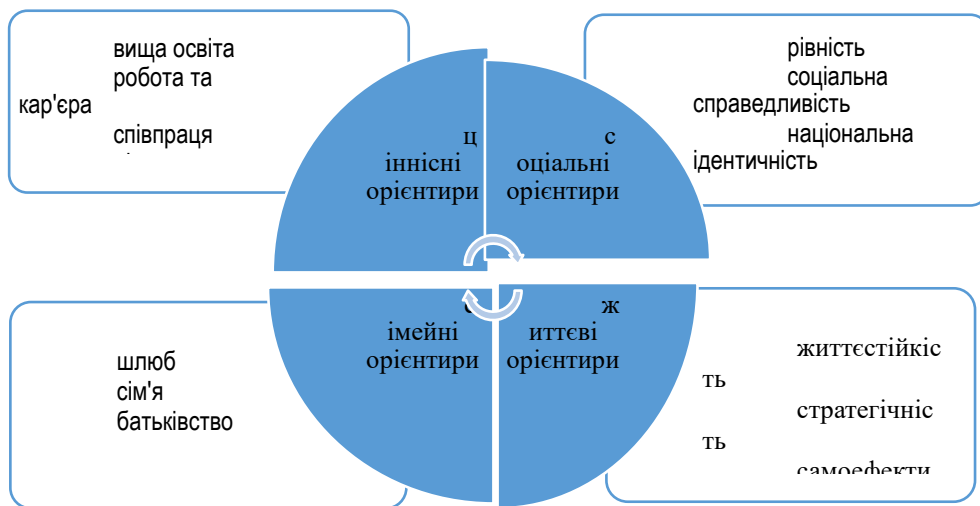 вища освіта
робота та
кар'єра
співпраця
рівність
соціальна
справедливість
національна
ідентичність
ц
іннісні
орієнтири
с
оціальні
орієнтири
імейні
орієнтири
ж
иттєві
орієнтири
шлюб
сім'я
батьківство
життєстійкіс
ть
стратегічніс
ть
самоефекти